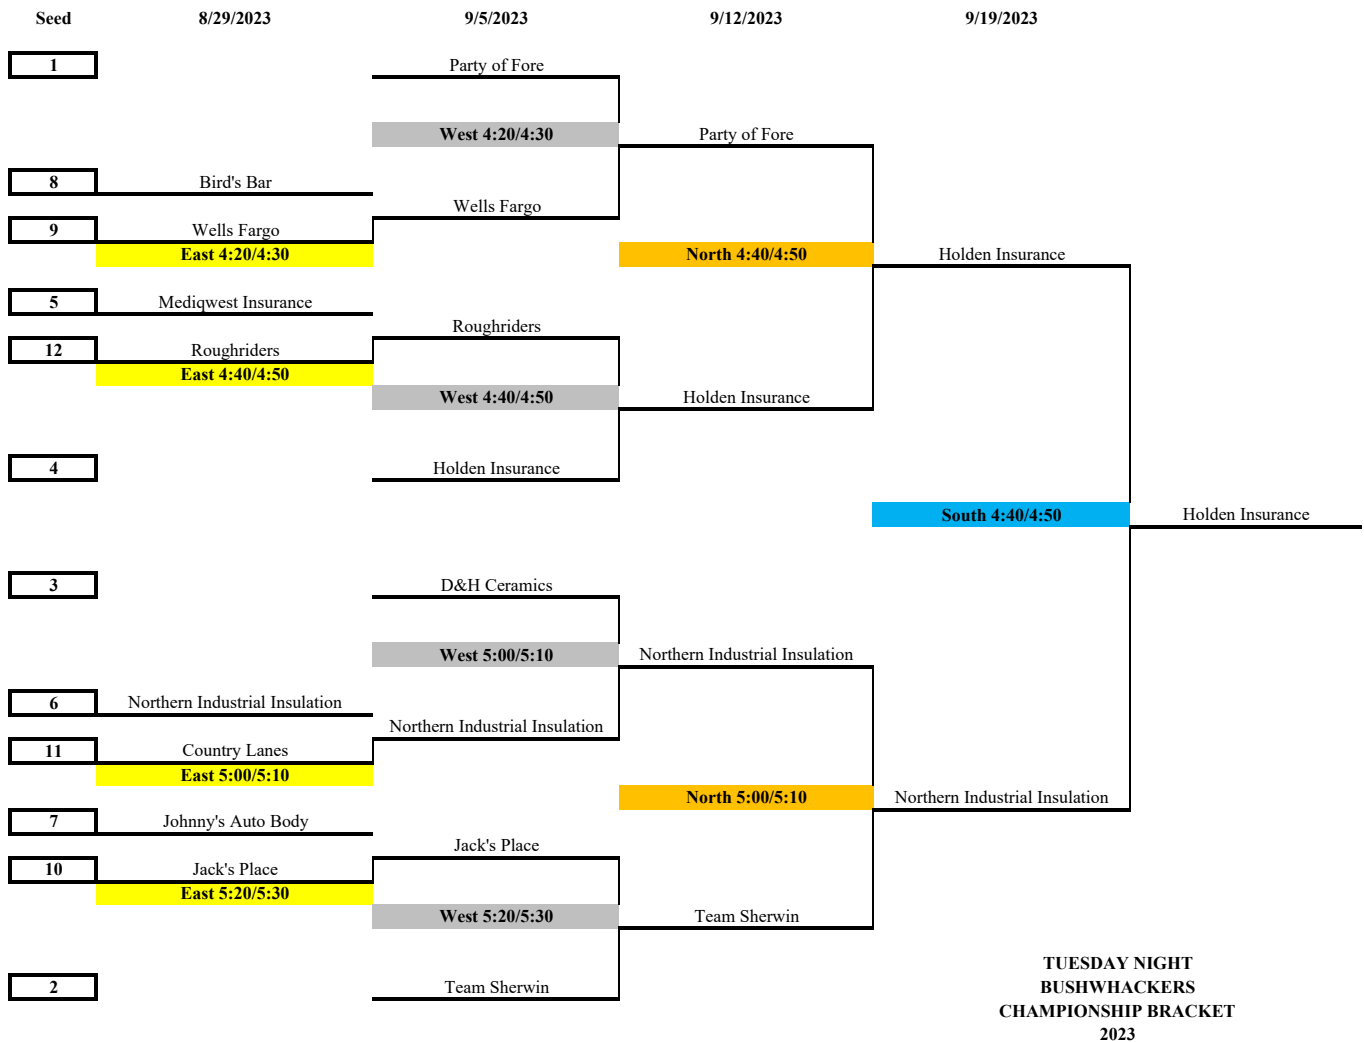 Seed 8/29/2023 9/5/2023 9/12/2023 9/19/2023
1 Party of Fore
West 4:20/4:30 Party of Fore
8 Bird's Bar
Wells Fargo
9 Wells Fargo
East 4:20/4:30 North 4:40/4:50 Holden Insurance
5 Mediqwest Insurance
Roughriders
12 Roughriders
East 4:40/4:50
West 4:40/4:50 Holden Insurance
4 Holden Insurance
South 4:40/4:50 Holden Insurance
3 D&H Ceramics
West 5:00/5:10 Northern Industrial Insulation
6 Northern Industrial Insulation
Northern Industrial Insulation
11 Country Lanes
East 5:00/5:10
North 5:00/5:10 Northern Industrial Insulation
7 Johnny's Auto Body
Jack's Place
10 Jack's Place
East 5:20/5:30
West 5:20/5:30 Team Sherwin
2 Team Sherwin
TUESDAY NIGHT
BUSHWHACKERS
CHAMPIONSHIP BRACKET
2023